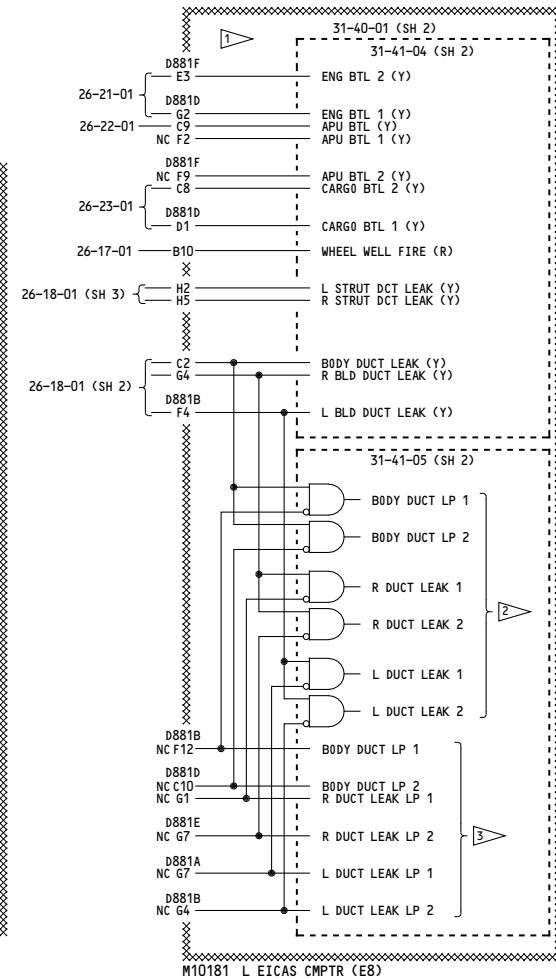 31-40-01 (SH 2)
1
31-41-04 (SH 2)
D881F
E3 ENG BTL 2 (Y)
26-21-01
D881D
G2 ENG BTL 1 (Y)
26-22-01 C9 APU BTL (Y)
NC F2 APU BTL 1 (Y)
D881F
NC F9 APU BTL 2 (Y)
C8 CARGO BTL 2 (Y)
26-23-01
D881D
D1 CARGO BTL 1 (Y)
26-17-01 B10 WHEEL WELL FIRE (R)
H2 L STRUT DCT LEAK (Y)
26-18-01 (SH 3)
H5 R STRUT DCT LEAK (Y)
C2 BODY DUCT LEAK (Y)
G4 R BLD DUCT LEAK (Y)
26-18-01 (SH 2)
D881B
F4 L BLD DUCT LEAK (Y)
31-41-05 (SH 2)
BODY DUCT LP 1
BODY DUCT LP 2
R DUCT LEAK 1
2
R DUCT LEAK 2
L DUCT LEAK 1
L DUCT LEAK 2
D881B
NC F12 BODY DUCT LP 1
D881D
NC C10 BODY DUCT LP 2
NC G1 R DUCT LEAK LP 1
D881E
NC G7 R DUCT LEAK LP 2
3
D881A
NC G7 L DUCT LEAK LP 1
D881B
NC G4 L DUCT LEAK LP 2
M10181 L EICAS CMPTR (E8)